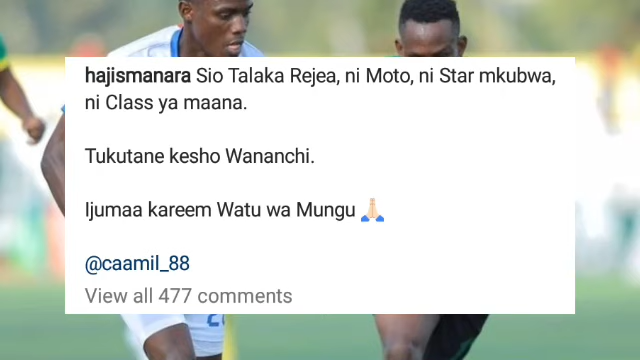 hajismanara Sio Talaka Rejea, ni Moto, ni Star mkubwa,
ni Class ya maana.
Tukutane kesho Wananchi.
Ijumaa kareem Watu wa Mungu 🙏🏻
@caamil_88
View all 477 comments